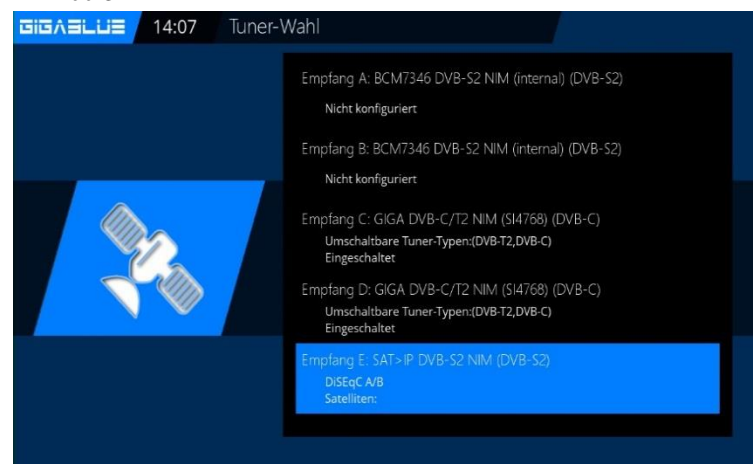 GIGABLUE 14:07 Tuner-Wahl
Empfang A: BCM7346 DVB-S2 NIM (internal) (DVB-S2)
Nicht konfiguriert
Empfang B: BCM7346 DVB-S2 NIM (internal) (DVB-S2)
Nicht konfiguriert
Empfang C: GIGA DVB-C/T2 NIM (SI4768) (DVB-C)
Umschaltbare Tuner-Typen:(DVB-T2,DVB-C)
Eingeschaltet
Empfang D: GIGA DVB-C/T2 NIM (SI4768) (DVB-C)
Umschaltbare Tuner-Typen:(DVB-T2,DVB-C)
Eingeschaltet
Empfang E: SAT>IP DVB-S2 NIM (DVB-S2)
DiSEqC A/B
Satelliten: